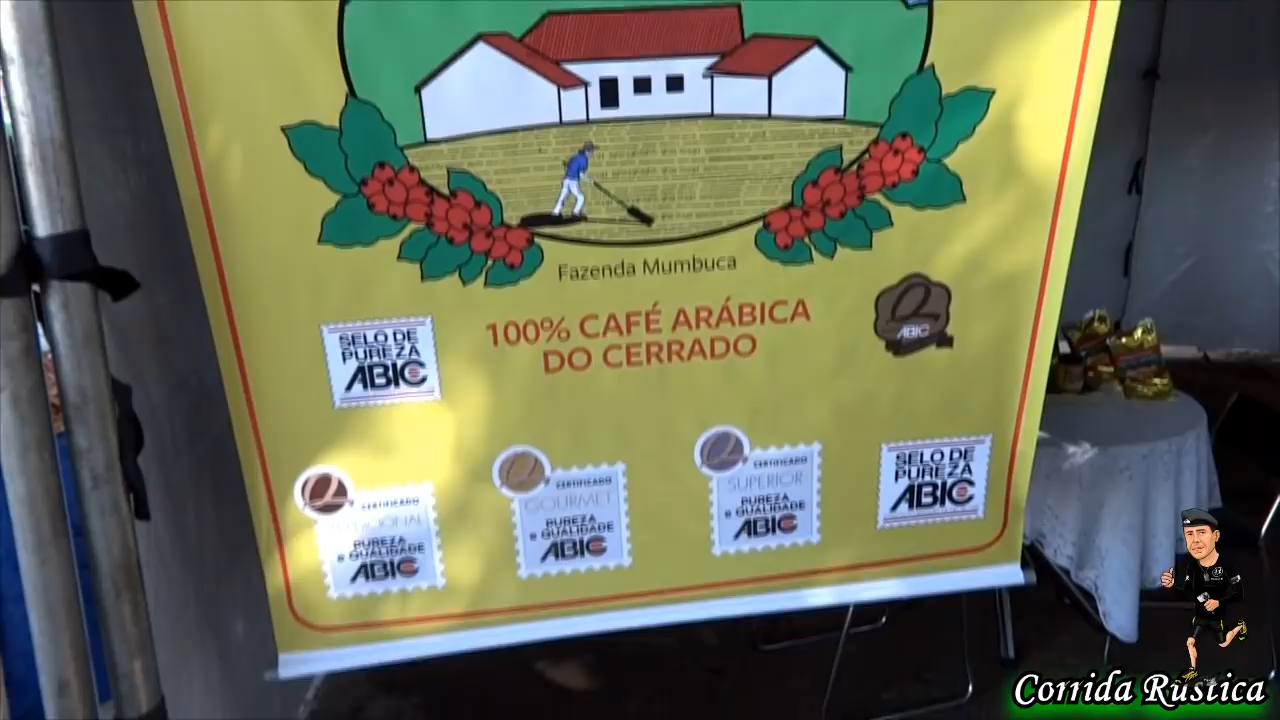 Fazenda Mumbuca
100% CAFÉ ARÁBICA
DO CERRADO
ABIC
SELO DE
PUREZA
ABIC
CERTIFICADO
PUREZA
e QUALIDADE
ABIC
CERTIFICADO
GOURMET
PUREZA
e QUALIDADE
ABIC
CERTIFICADO
SUPERIOR
PUREZA
e QUALIDADE
ABIC
SELO DE
PUREZA
ABIC
Corrida Rústica